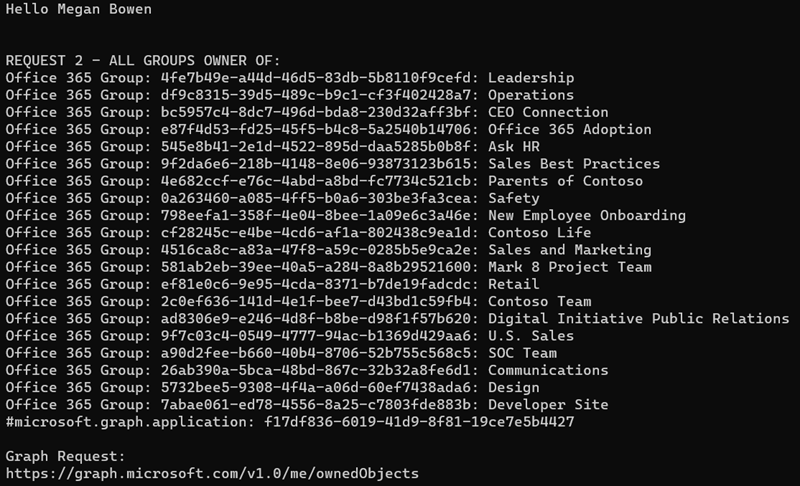 Hello Megan Bowen
REQUEST 2 - ALL GROUPS OWNER OF:
Office 365 Group: 4fe7b49e-a44d-46d5-83db-5b8110f9cefd: Leadership
Office 365 Group: df9c8315-39d5-489c-b9c1-cf3f402428a7: Operations
Office 365 Group: bc5957c4-8dc7-496d-bda8-230d32aff3bf: CEO Connection
Office 365 Group: e87f4d53-fd25-45f5-b4c8-5a2540b14706: Office 365 Adoption
Office 365 Group: 545e8b41-2e1d-4522-895d-daa5285b0b8f: Ask HR
Office 365 Group: 9f2da6e6-218b-4148-8e06-93873123b615: Sales Best Practices
Office 365 Group: 4e682ccf-e76c-4abd-a8bd-fc7734c521cb: Parents of Contoso
Office 365 Group: 0a263460-a085-4ff5-b0a6-303be3fa3cea: Safety
Office 365 Group: 798eefa1-358f-4e04-8bee-1a09e6c3a46e: New Employee Onboarding
Office 365 Group: cf28245c-e4be-4cd6-af1a-802438c9ea1d: Contoso Life
Office 365 Group: 4516ca8c-a83a-47f8-a59c-0285b5e9ca2e: Sales and Marketing
Office 365 Group: 581ab2eb-39ee-40a5-a284-8a8b29521600: Mark 8 Project Team
Office 365 Group: ef81e0c6-9e95-4cda-8371-b7de19fadcdc: Retail
Office 365 Group: 2c0ef636-141d-4e1f-bee7-d43bd1c59fb4: Contoso Team
Office 365 Group: ad8306e9-e246-4d8f-b8be-d98f1f57b620: Digital Initiative Public Relations
Office 365 Group: 9f7c03c4-0549-4777-94ac-b1369d429aa6: U.S. Sales
Office 365 Group: a90d2fee-b660-40b4-8706-52b755c568c5: SOC Team
Office 365 Group: 26ab390a-5bca-48bd-867c-32b32a8fe6d1: Communications
Office 365 Group: 5732bee5-9308-4f4a-a06d-60ef7438ada6: Design
Office 365 Group: 7abae061-ed78-4556-8a25-c7803fde883b: Developer Site
#microsoft.graph.application: f17df836-6019-41d9-8f81-19ce7e5b4427
Graph Request:
https://graph.microsoft.com/v1.0/me/ownedObjects